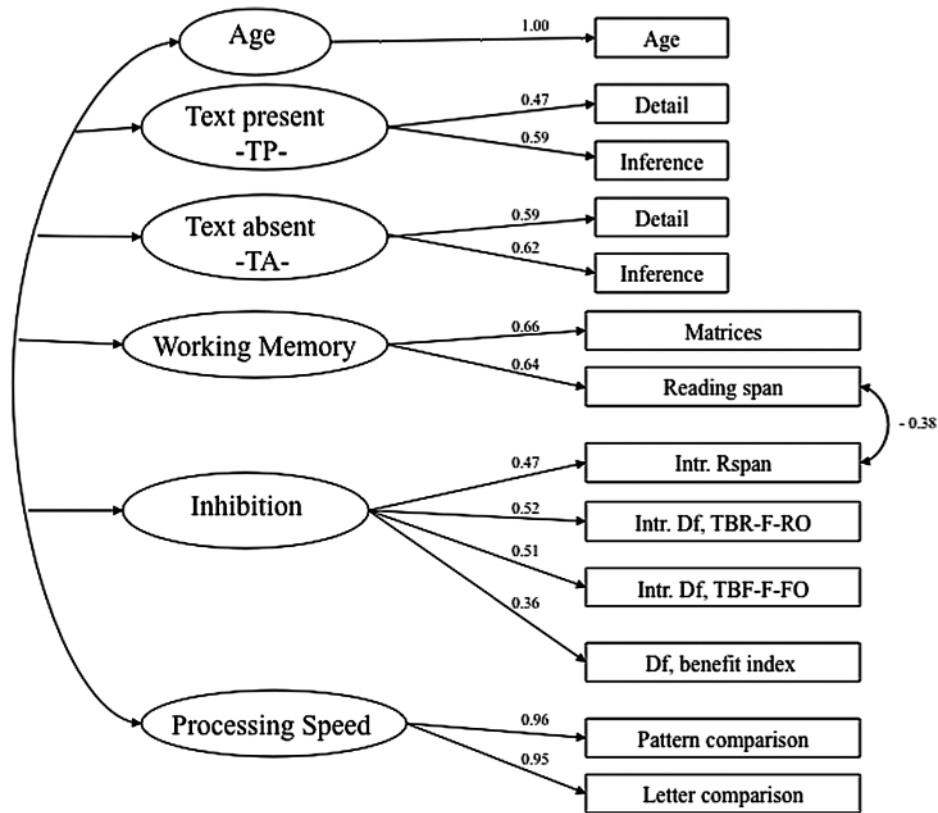 Age
1.00
Age
Text present
-TP-
0.47
Detail
0.59
Inference
Text absent
-TA-
0.59
Detail
0.62
Inference
Working Memory
0.66
Matrices
0.64
Reading span
- 0.38
Inhibition
0.47
Intr. Rspan
0.52
Intr. Df, TBR-F-RO
0.51
Intr. Df, TBF-F-FO
0.36
Df, benefit index
Processing Speed
0.96
Pattern comparison
0.95
Letter comparison